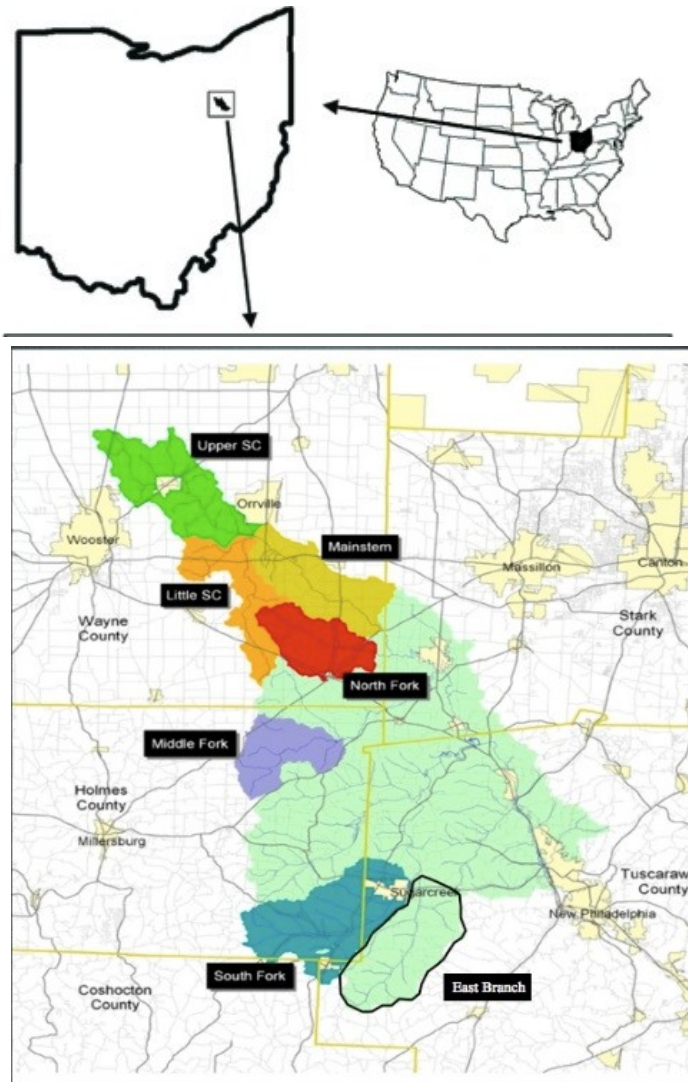 Upper SC
Orrville
Wooster
Mainstem
Massillon
Canton
Little SC
Wayne
County
Stark
County
North Fork
Middle Fork
Holmes
County
Millersburg
Sugarcreek
Tuscaraw
County
New Philadelphia
South Fork
East Branch
Coshocton
County